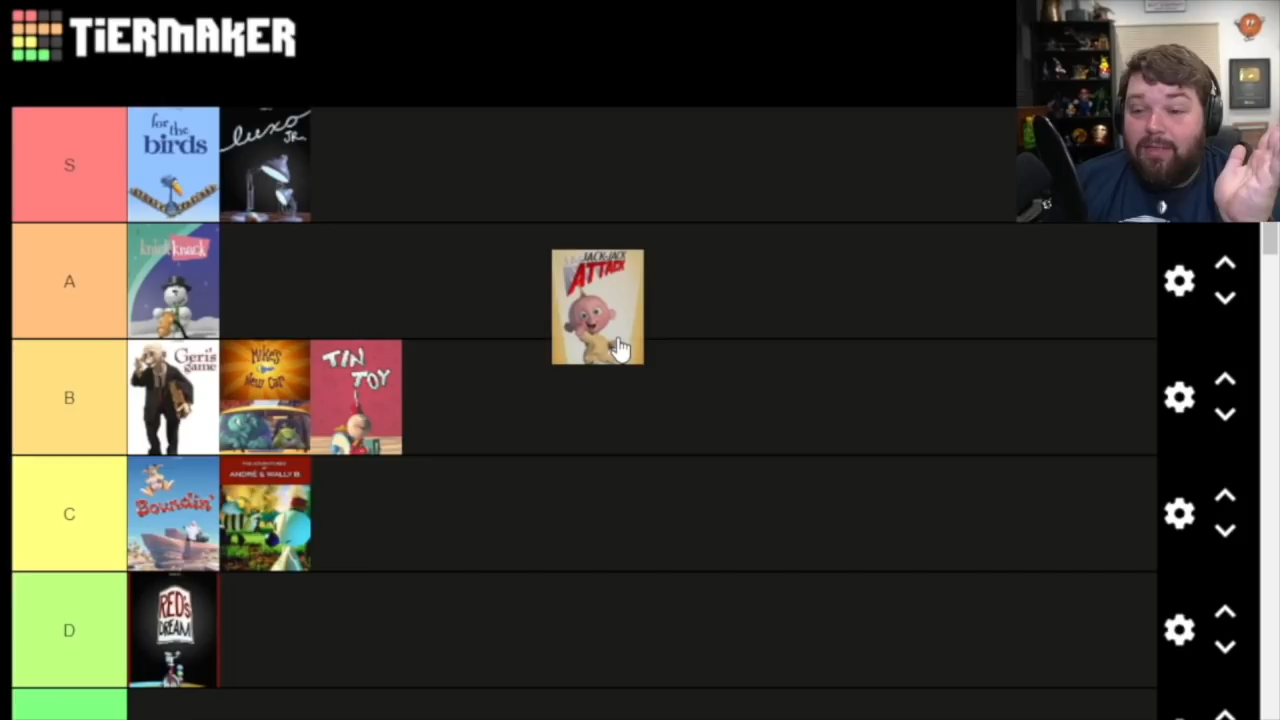 TiERMAKER
S
for
the
birds
luxo
JR.
A
knick knack
JACK-JACK
ATTACK
B
Geri's
game
Mike's
New Car
TIN
TOY
C
Boundin'
THE ADVENTURES
OF
ANDRÉ & WALLY B.
D
RED's
DREAM